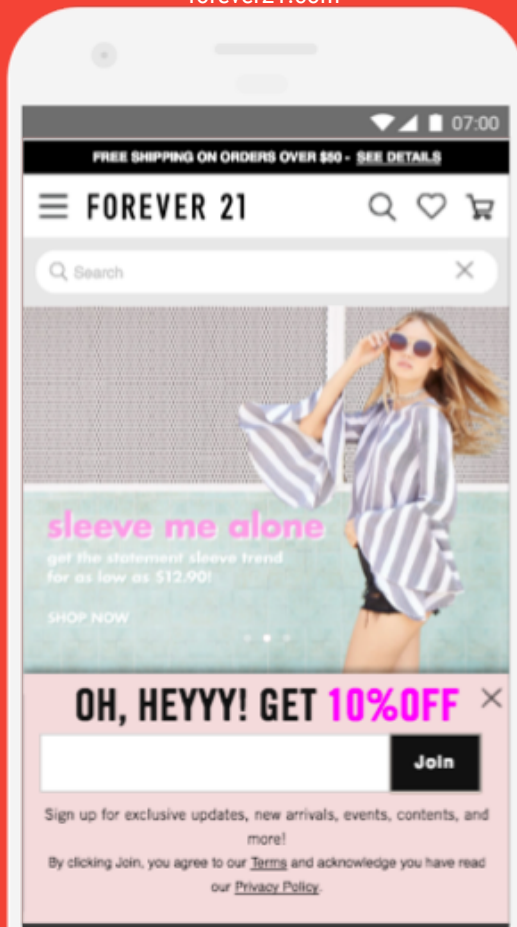 forever21.com
07:00
FREE SHIPPING ON ORDERS OVER $50 - SEE DETAILS
FOREVER 21
Search
sleeve me alone
get the statement sleeve trend
for as low as $12.90!
SHOP NOW
OH, HEYYY! GET 10%OFF
Join
Sign up for exclusive updates, new arrivals, events, contents, and
more!
By clicking Join, you agree to our Terms and acknowledge you have read
our Privacy Policy.